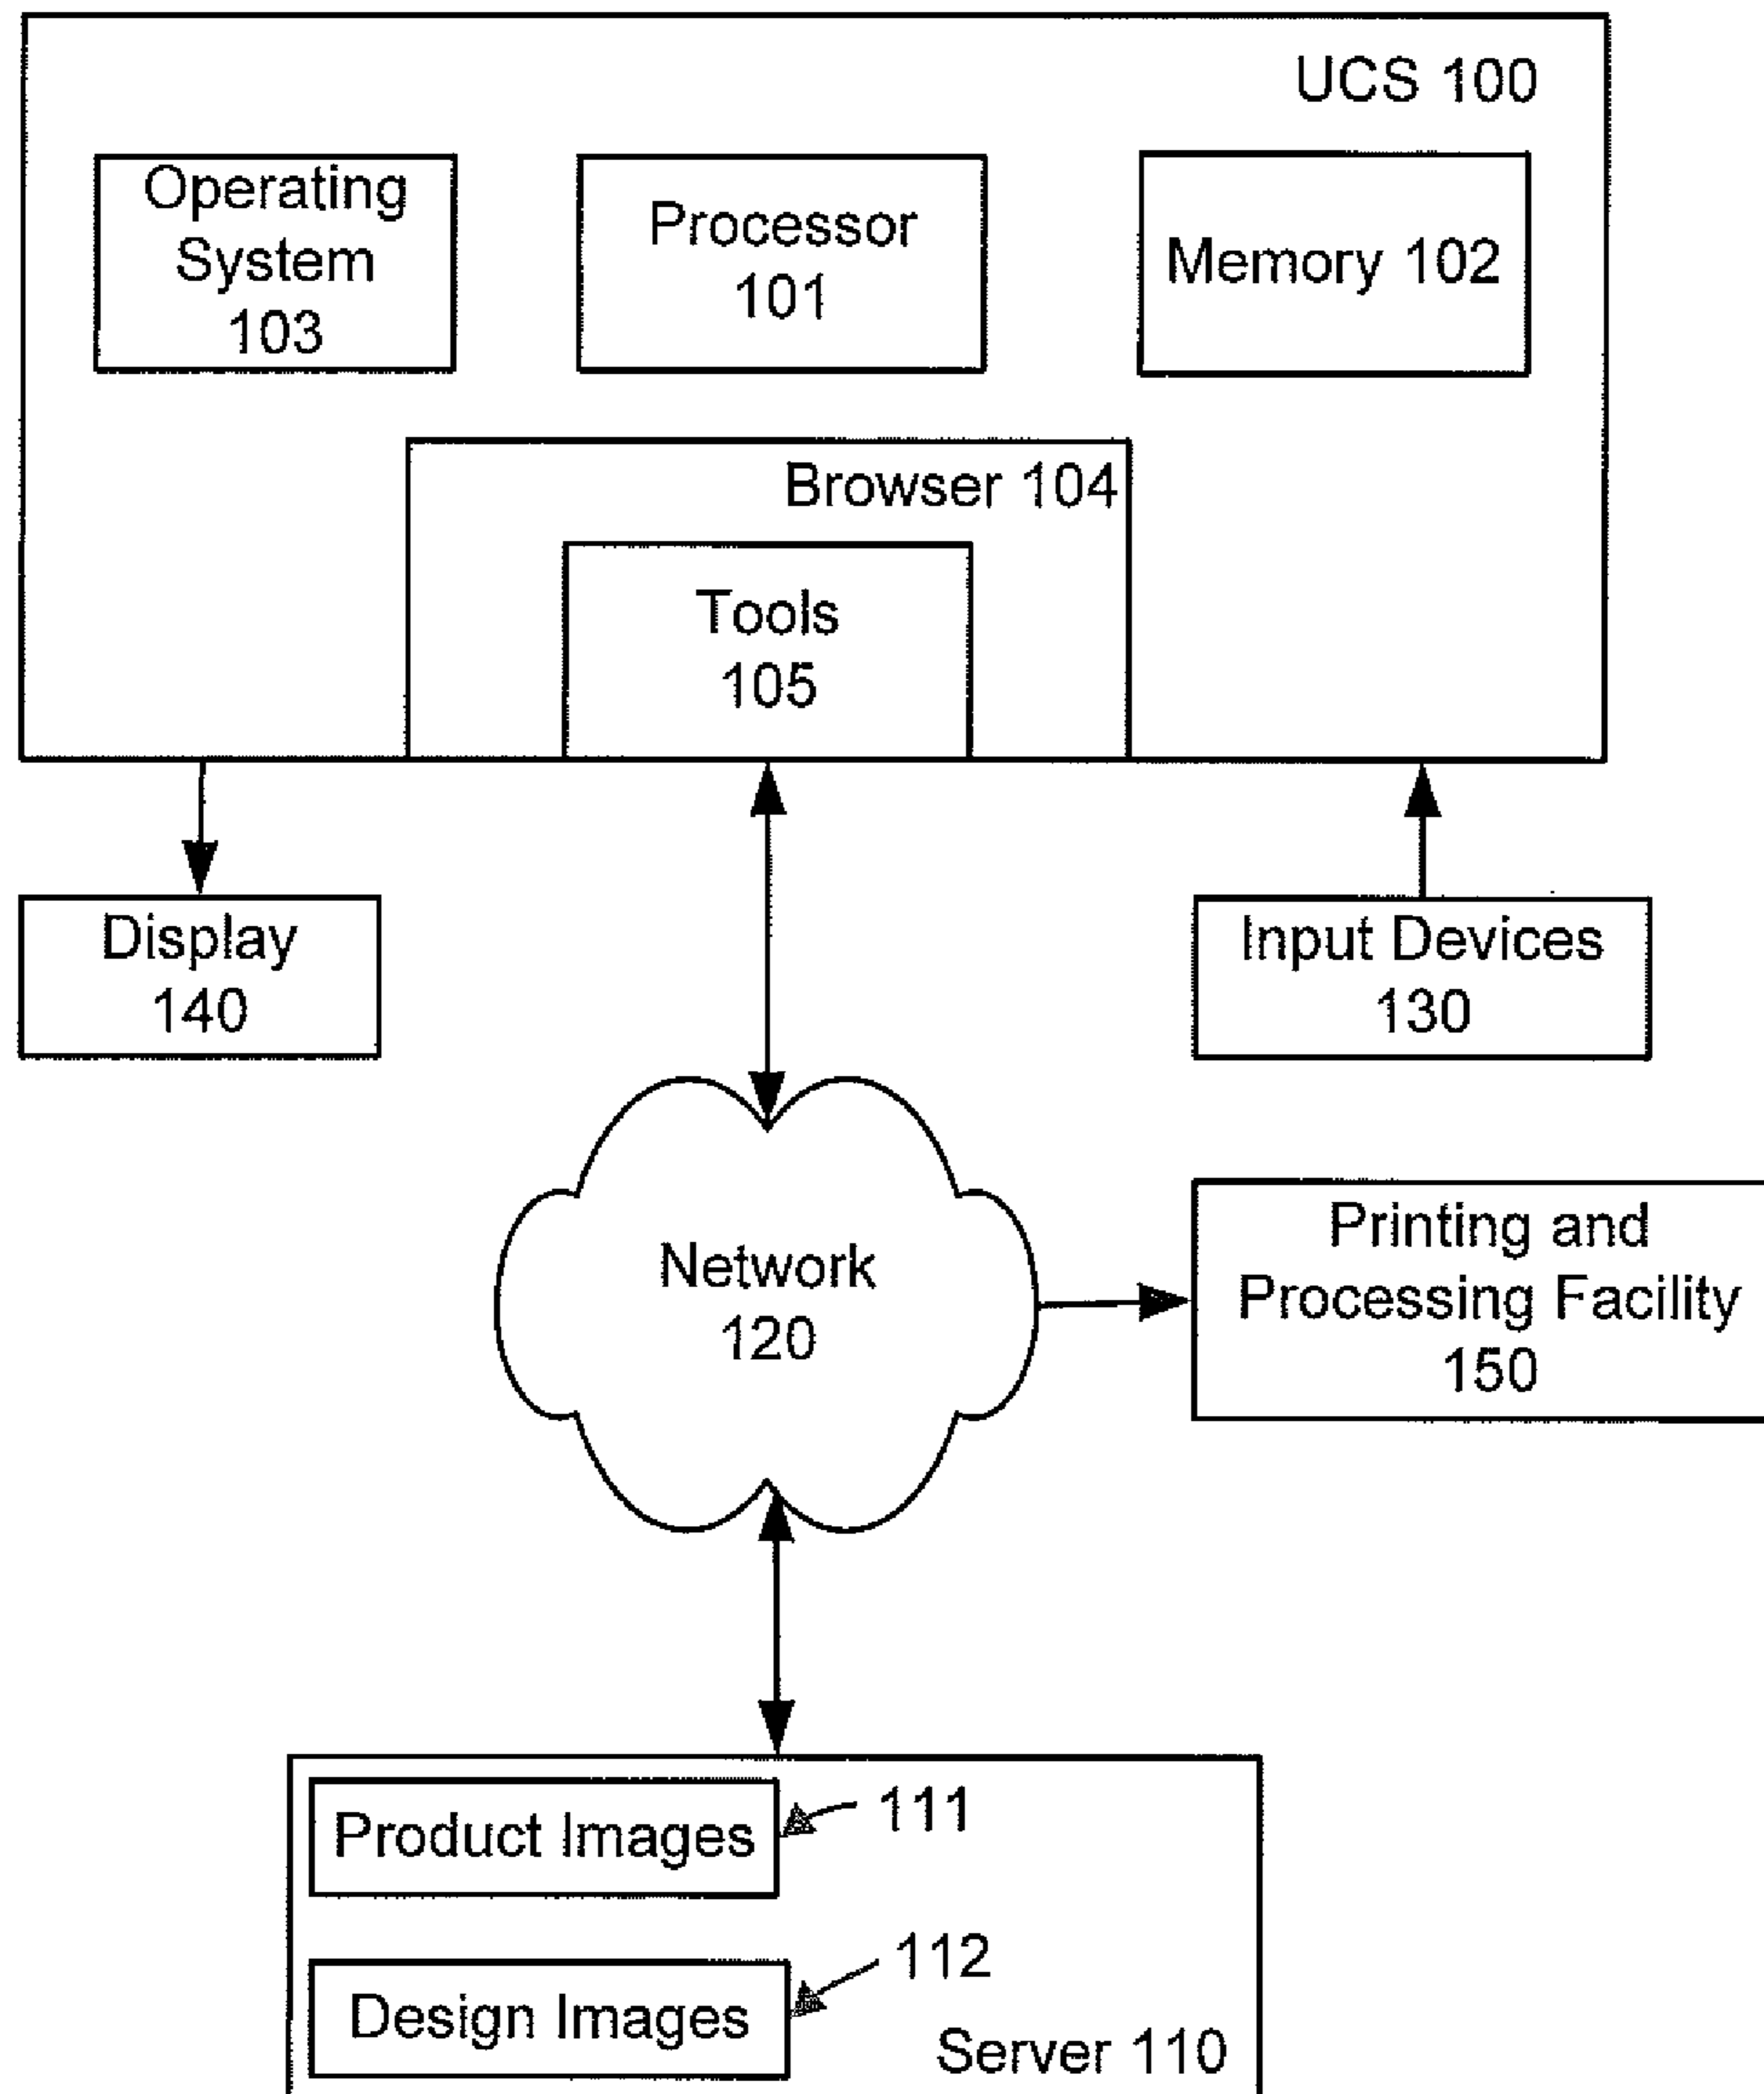 UCS 100
Operating
System
103
Processor
101
Memory 102
Browser 104
Tools
105
Display
140
Input Devices
130
Network
120
Printing and
Processing Facility
150
Product Images
111
Design Images
112
Server 110